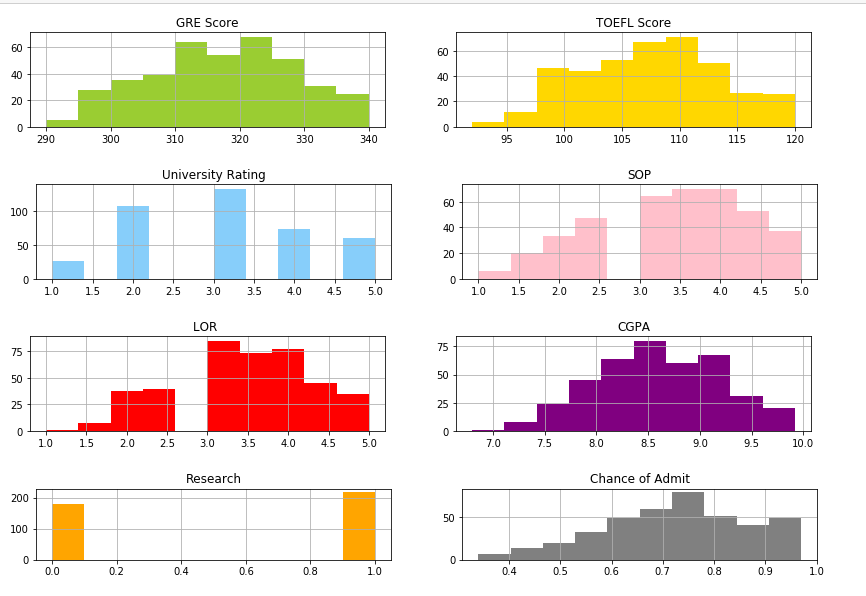 GRE Score
60
40
20
0
290 300 310 320 330 340
TOEFL Score
60
40
20
0
95 100 105 110 115 120
University Rating
100
50
0
1.0 1.5 2.0 2.5 3.0 3.5 4.0 4.5 5.0
SOP
60
40
20
0
1.0 1.5 2.0 2.5 3.0 3.5 4.0 4.5 5.0
LOR
75
50
25
0
1.0 1.5 2.0 2.5 3.0 3.5 4.0 4.5 5.0
CGPA
75
50
25
0
7.0 7.5 8.0 8.5 9.0 9.5 10.0
Research
200
100
0
0.0 0.2 0.4 0.6 0.8 1.0
Chance of Admit
50
0
0.4 0.5 0.6 0.7 0.8 0.9 1.0